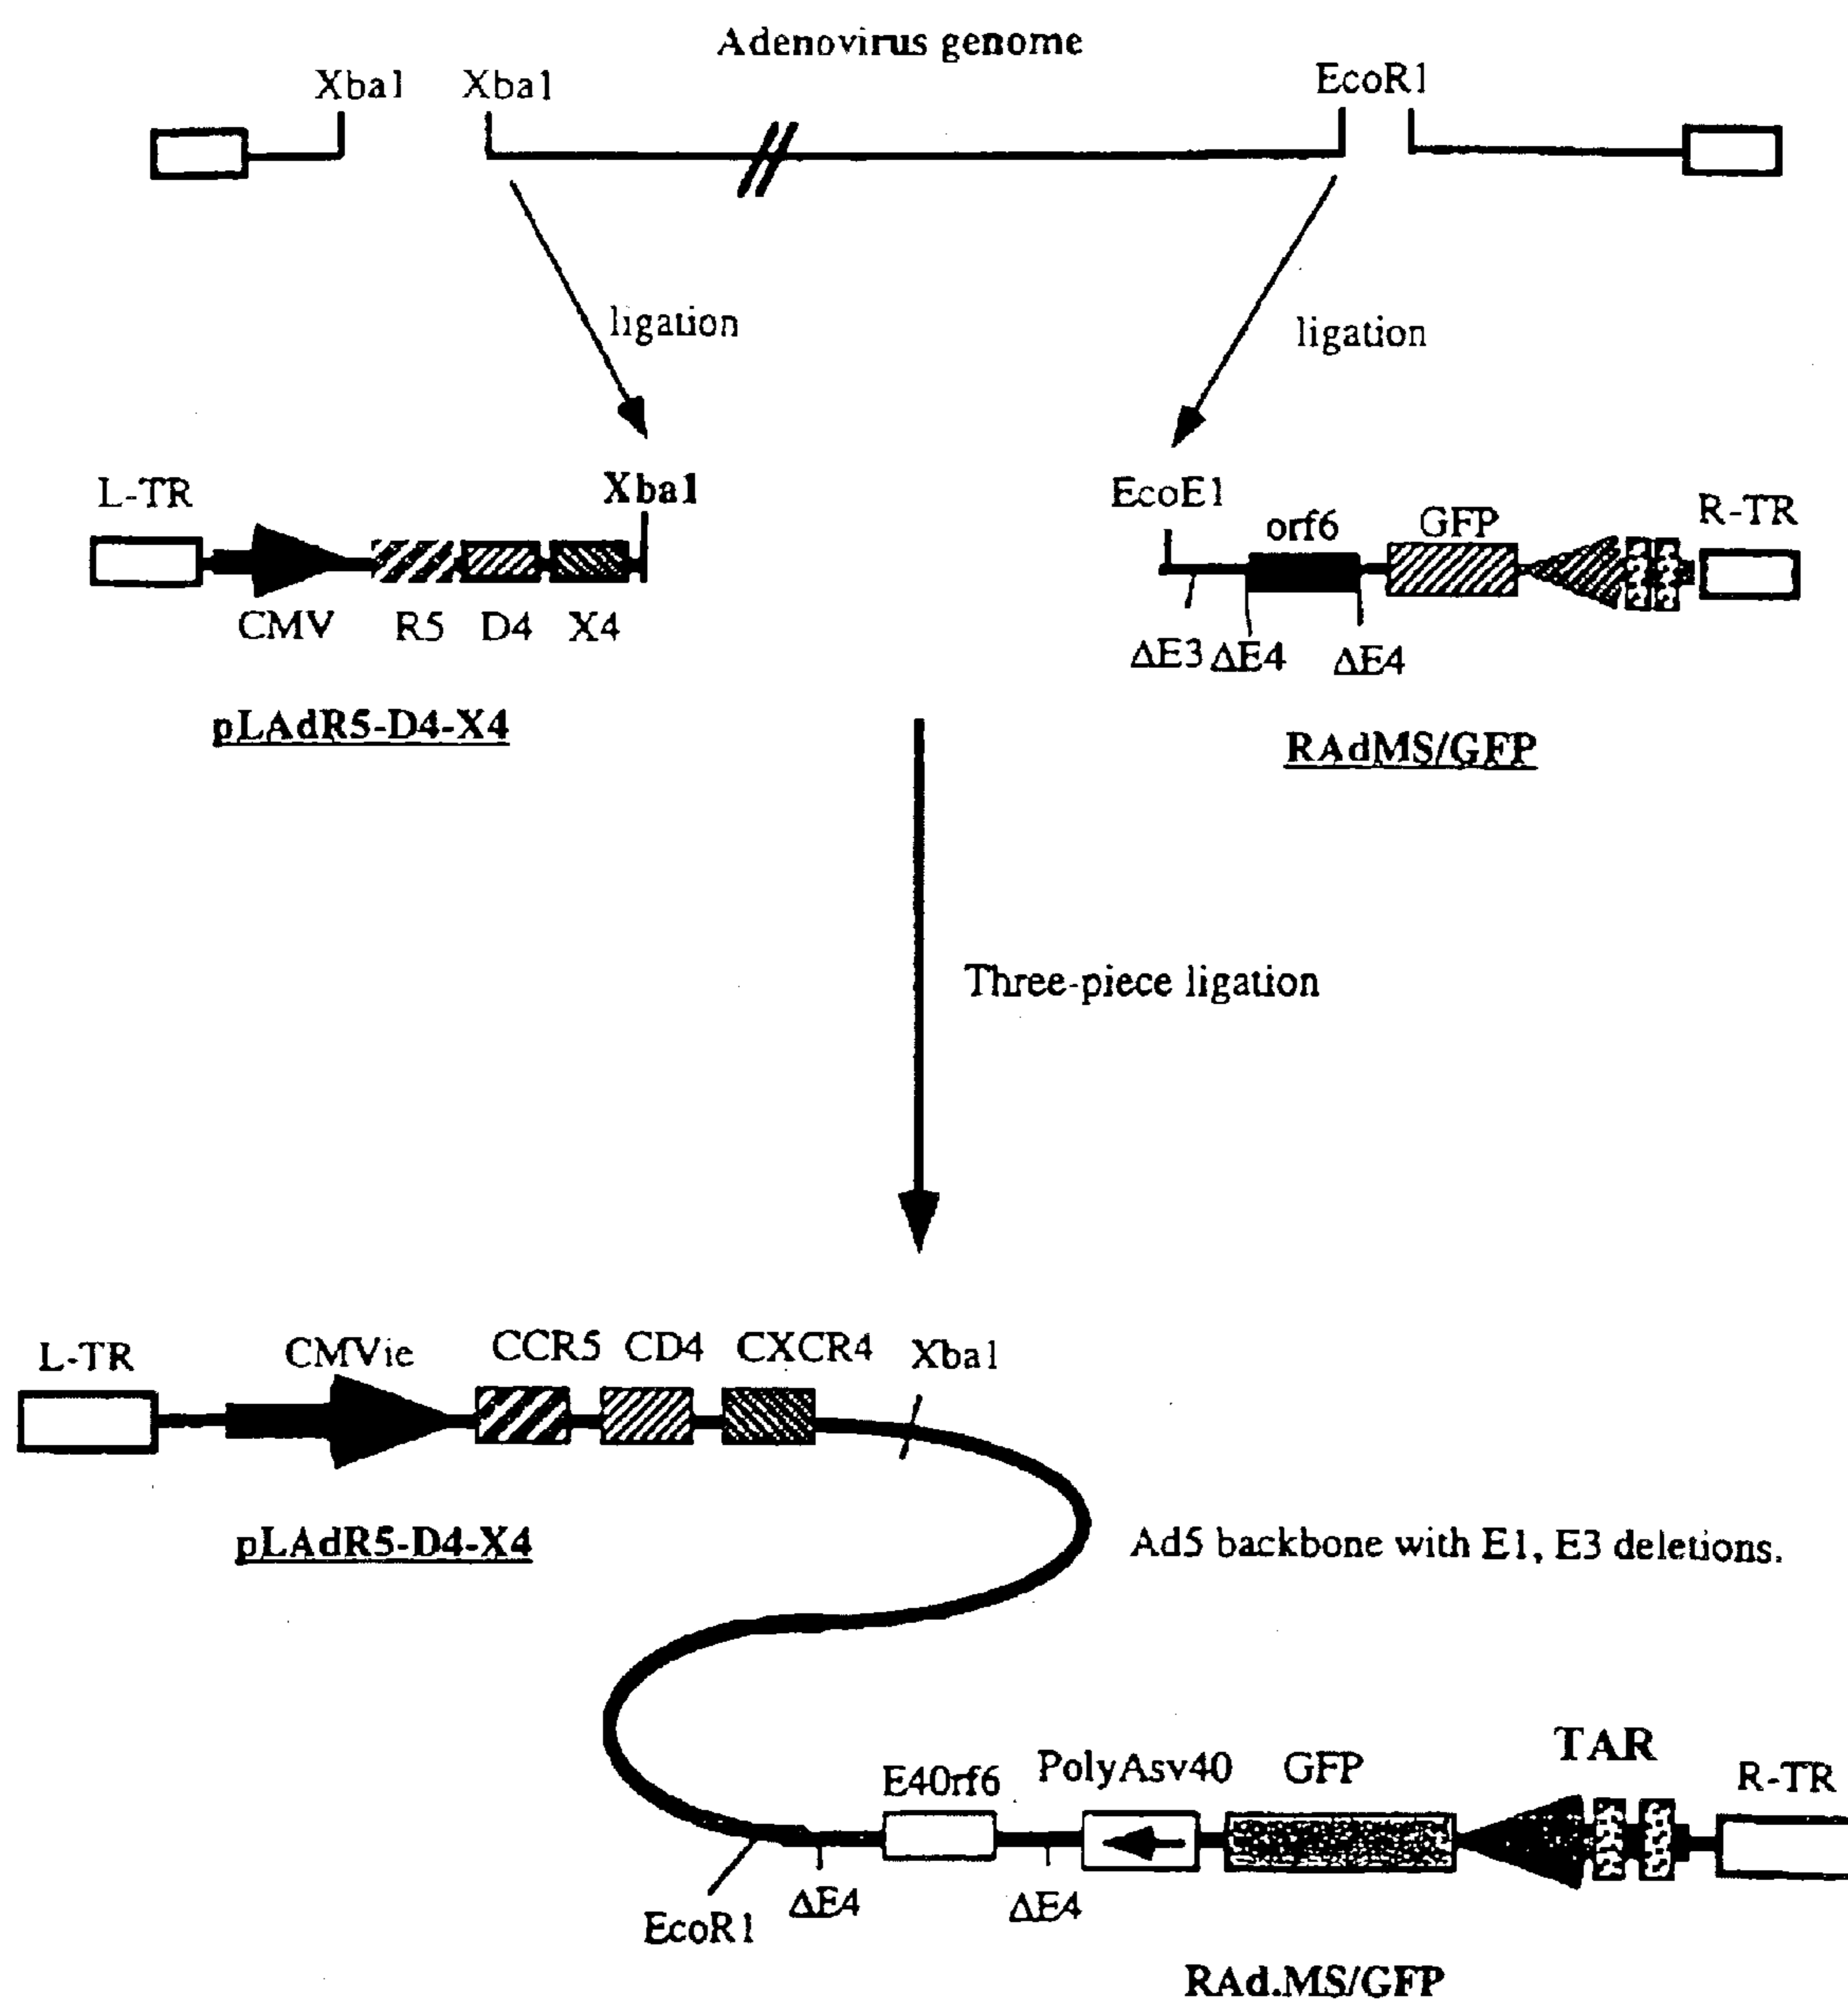 Adenovirus genome
Xba1 Xba1 EcoR1
ligation ligation
L-TR Xba1 EcoE1 orf6 GFP R-TR
CMV R5 D4 X4 ΔE3 ΔE4 ΔE4
pLAdR5-D4-X4 RAdMS/GFP
Three-piece ligation
L-TR CMVie CCR5 CD4 CXCR4 Xba1
pLAdR5-D4-X4 Ad5 backbone with E1, E3 deletions.
E40rf6 PolyAsv40 GFP TAR R-TR
EcoR1 ΔE4 ΔE4
RAd.MS/GFP